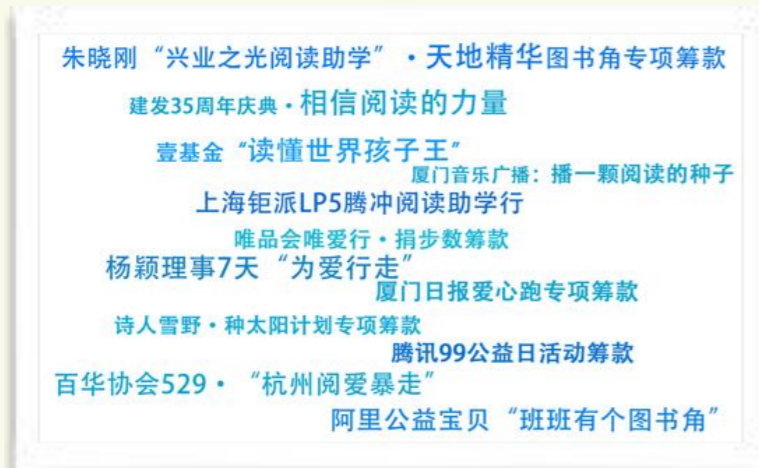 朱晓刚“兴业之光阅读助学”·天地精华图书角专项筹款
建发35周年庆典·相信阅读的力量
壹基金“读懂世界孩子王”
厦门音乐广播：播一颗阅读的种子
上海钜派LP5腾冲阅读助学行
唯品会唯爱行·捐步数筹款
杨颖理事7天“为爱行走”
厦门日报爱心跑专项筹款
诗人雪野·种太阳计划专项筹款
腾讯99公益日活动筹款
百华协会529·“杭州阅爱暴走”
阿里公益宝贝“班班有个图书角”